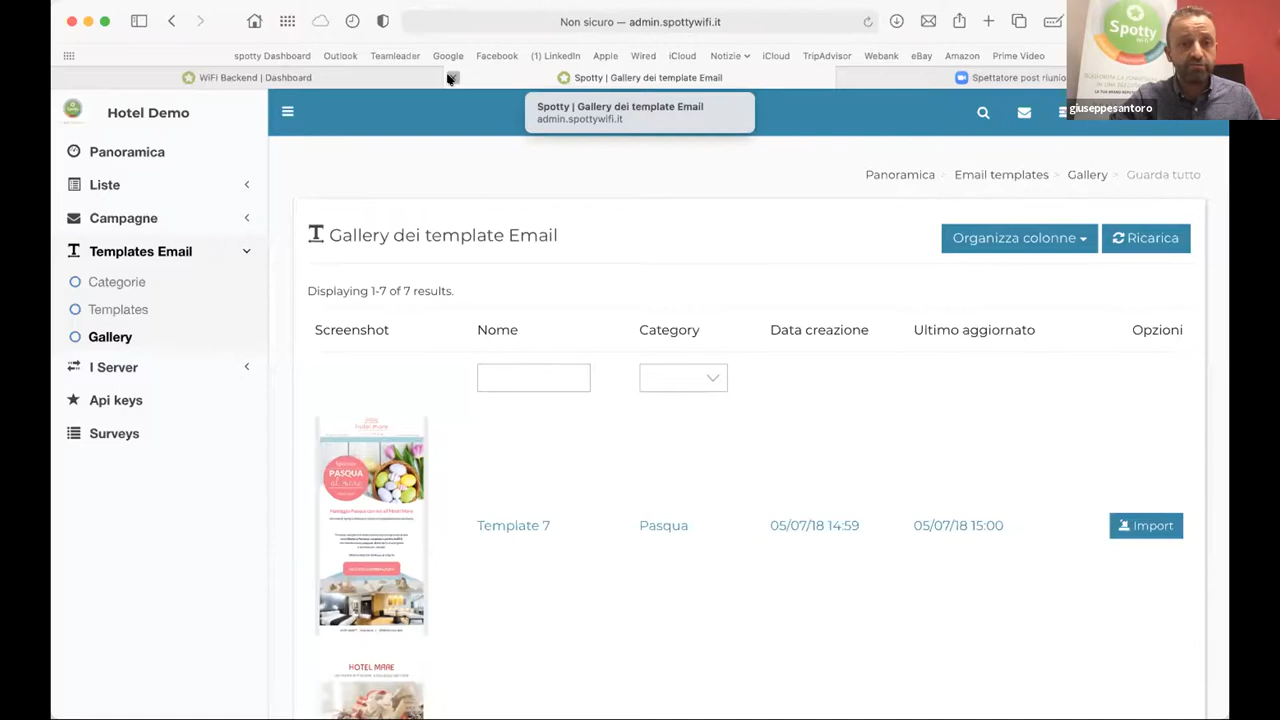 Non sicuro — admin.spottywifi.it
spotty Dashboard Outlook Teamleader Google Facebook (1) LinkedIn Apple Wired iCloud Notizie iCloud TripAdvisor Webank eBay Amazon Prime Video
WiFi Backend | Dashboard
Spotty | Gallery dei template Email
Spettatore post riunio
Spotty
wifi
giuseppesantoro
Spotty | Gallery dei template Email
admin.spottywifi.it
Hotel Demo
Panoramica
Liste
Campagne
Templates Email
Categorie
Templates
Gallery
I Server
Api keys
Surveys
Panoramica > Email templates > Gallery > Guarda tutto
Gallery dei template Email
Organizza colonne
Ricarica
Displaying 1-7 of 7 results.
Screenshot Nome Category Data creazione Ultimo aggiornato Opzioni
PASQUA
al mare
Template 7 Pasqua 05/07/18 14:59 05/07/18 15:00 Import
HOTEL MARE